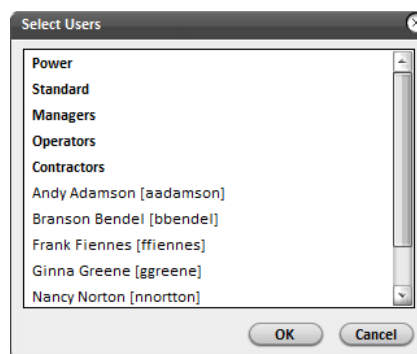 Select Users
Power
Standard
Managers
Operators
Contractors
Andy Adamson [aadamson]
Branson Bendel [bbendel]
Frank Fiennes [ffiennes]
Ginna Greene [ggreene]
Nancy Norton [nnortton]
OK Cancel